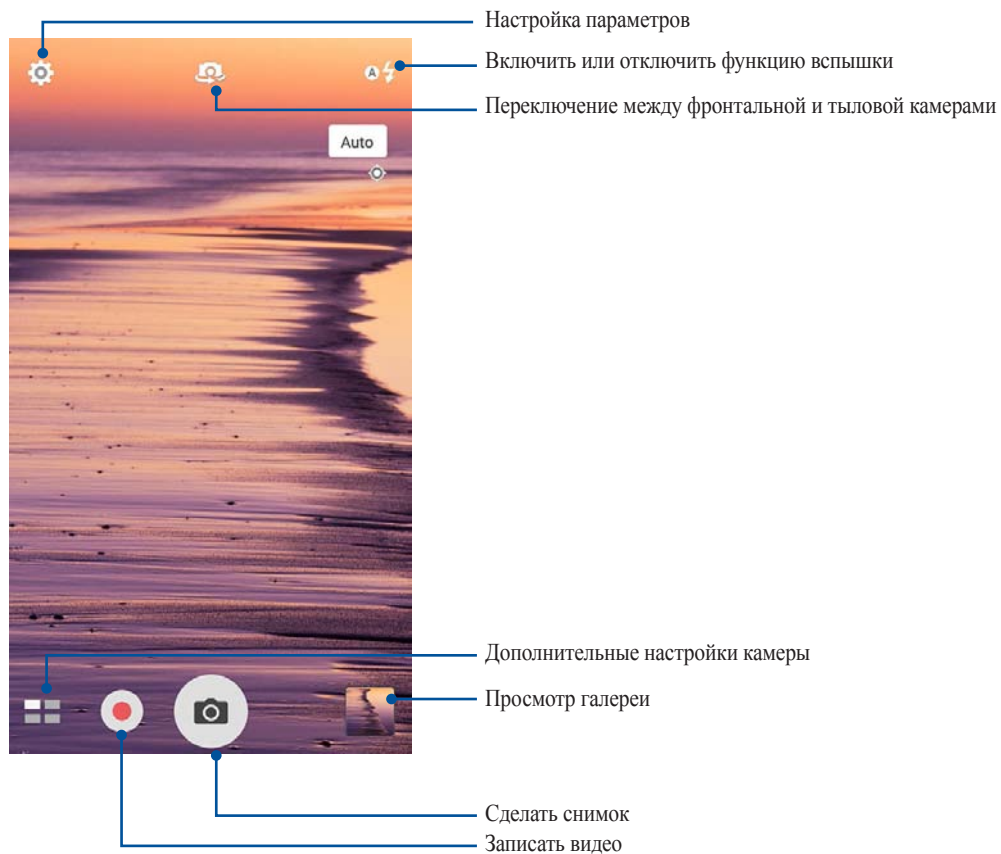 Настройка параметров
Включить или отключить функцию вспышки
Переключение между фронтальной и тыловой камерами
A
Auto
Дополнительные настройки камеры
Просмотр галереи
Сделать снимок
Записать видео